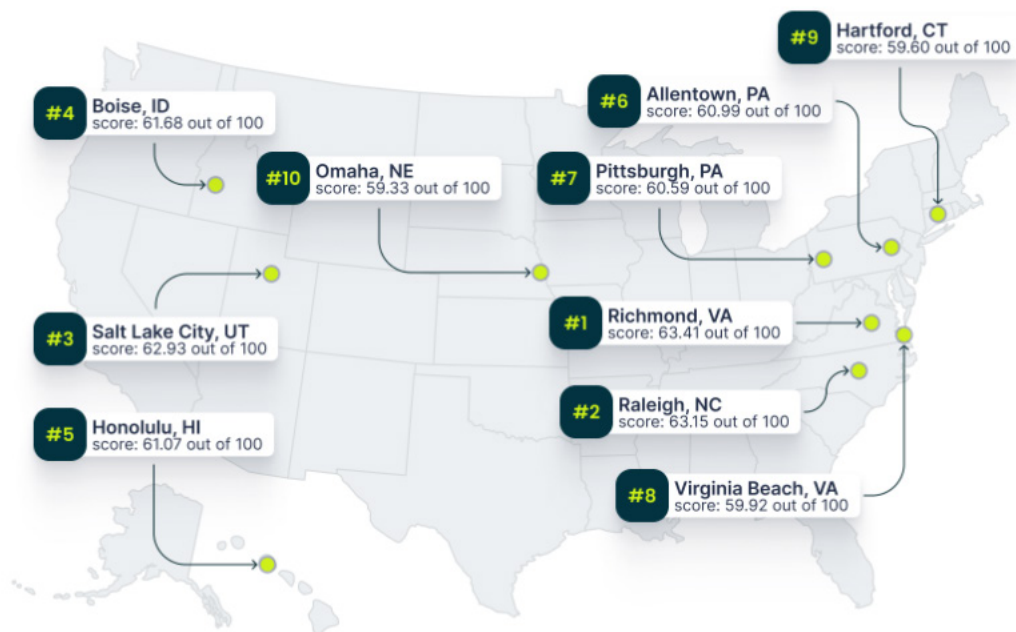 #9
Hartford, CT
score: 59.60 out of 100
#4
Boise, ID
score: 61.68 out of 100
#6
Allentown, PA
score: 60.99 out of 100
#10
Omaha, NE
score: 59.33 out of 100
#7
Pittsburgh, PA
score: 60.59 out of 100
#3
Salt Lake City, UT
score: 62.93 out of 100
#1
Richmond, VA
score: 63.41 out of 100
#5
Honolulu, HI
score: 61.07 out of 100
#2
Raleigh, NC
score: 63.15 out of 100
#8
Virginia Beach, VA
score: 59.92 out of 100